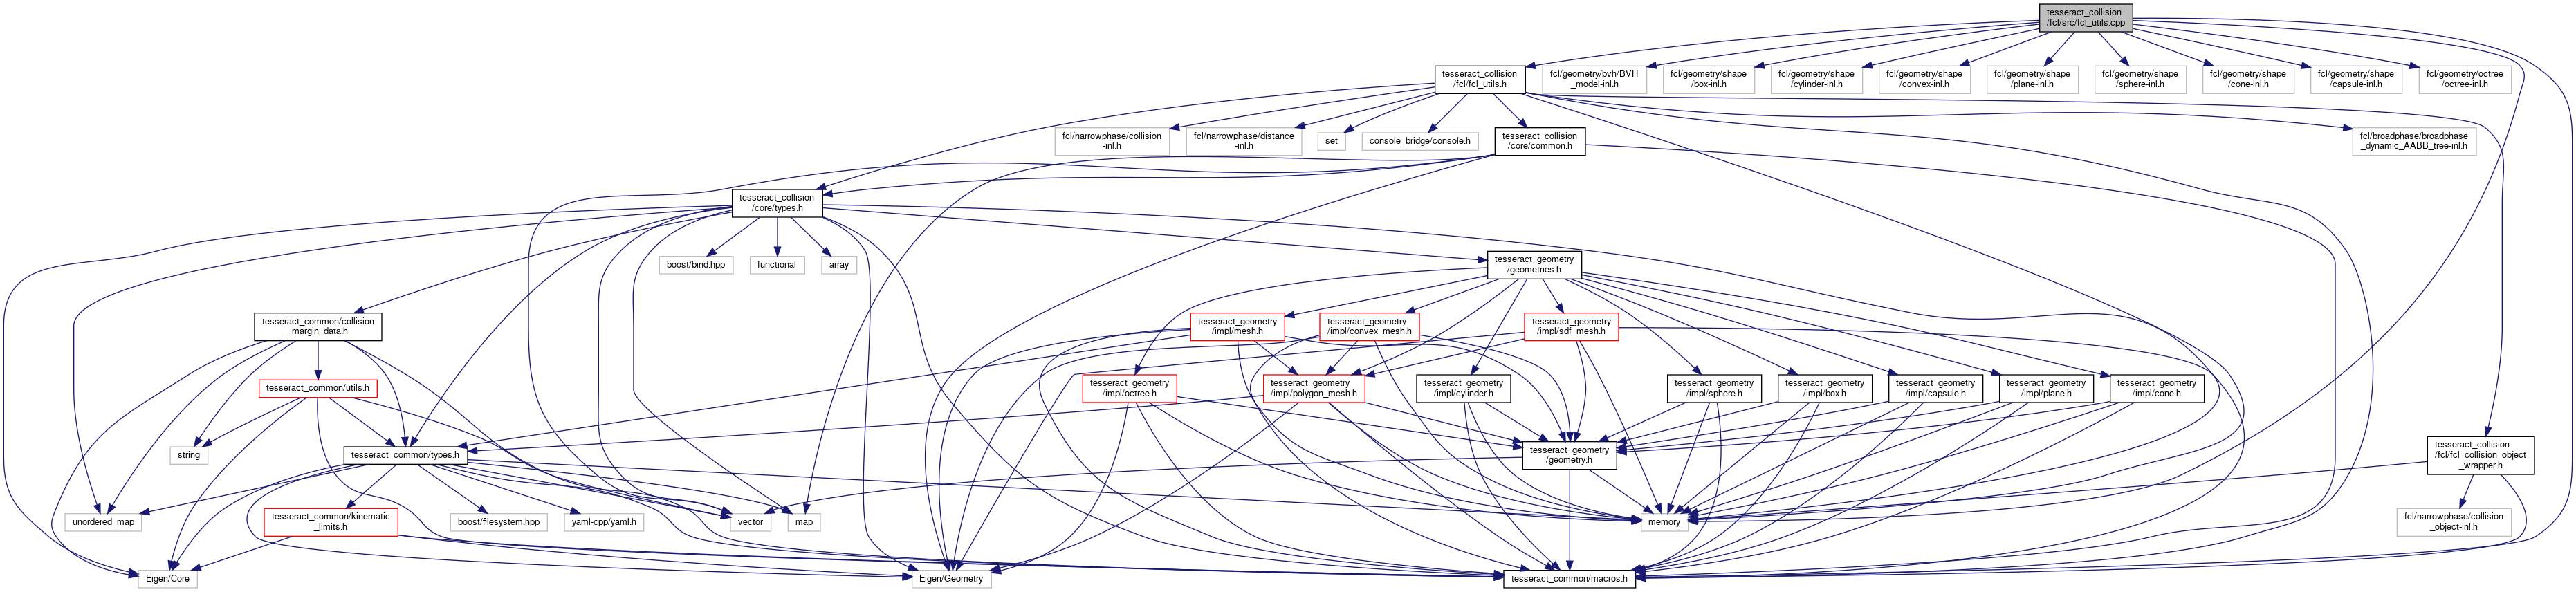 tesseract_collision
/fcl/src/fcl_utils.cpp
tesseract_collision
/fcl/fcl_utils.h
fcl/geometry/bvh/BVH
_model-inl.h
fcl/geometry/shape
/box-inl.h
fcl/geometry/shape
/cylinder-inl.h
fcl/geometry/shape
/convex-inl.h
fcl/geometry/shape
/plane-inl.h
fcl/geometry/shape
/sphere-inl.h
fcl/geometry/shape
/cone-inl.h
fcl/geometry/shape
/capsule-inl.h
fcl/geometry/octree
/octree-inl.h
fcl/narrowphase/collision
-inl.h
fcl/narrowphase/distance
-inl.h
set
console_bridge/console.h
tesseract_collision
/core/common.h
fcl/broadphase/broadphase
_dynamic_AABB_tree-inl.h
tesseract_collision
/core/types.h
boost/bind.hpp
functional
array
tesseract_geometry
/geometries.h
tesseract_common/collision
_margin_data.h
tesseract_geometry
/impl/mesh.h
tesseract_geometry
/impl/convex_mesh.h
tesseract_geometry
/impl/sdf_mesh.h
tesseract_common/utils.h
tesseract_geometry
/impl/octree.h
tesseract_geometry
/impl/polygon_mesh.h
tesseract_geometry
/impl/cylinder.h
tesseract_geometry
/impl/sphere.h
tesseract_geometry
/impl/box.h
tesseract_geometry
/impl/capsule.h
tesseract_geometry
/impl/plane.h
tesseract_geometry
/impl/cone.h
string
tesseract_common/types.h
tesseract_geometry
/geometry.h
tesseract_collision
/fcl/fcl_collision_object
_wrapper.h
unordered_map
tesseract_common/kinematic
_limits.h
boost/filesystem.hpp
yaml-cpp/yaml.h
vector
map
memory
fcl/narrowphase/collision
_object-inl.h
Eigen/Core
Eigen/Geometry
tesseract_common/macros.h